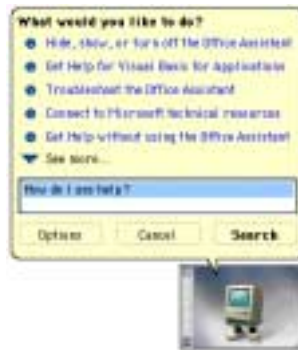 What would you like to do?
Hide, show, or turn off the Office Assistant
Get Help for Visual Basic for Applications
Troubleshoot the Office Assistant
Connect to Microsoft technical resources
Get Help without using the Office Assistant
See more...
How do I see help?
Options
Cancel
Search